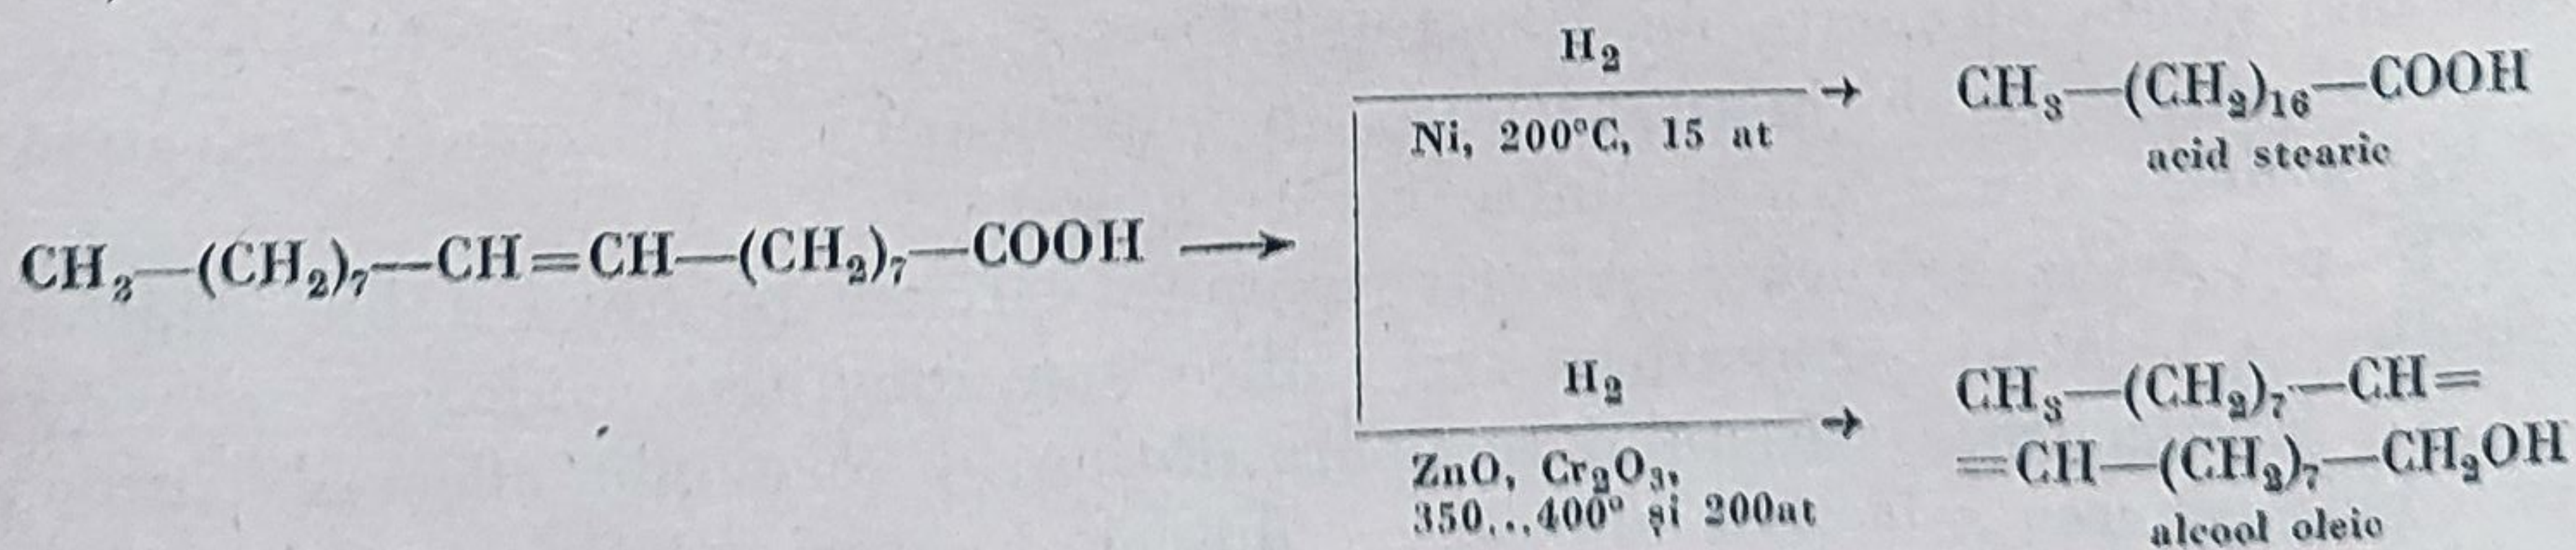 H₂
CH₃—(CH₂)₁₆—COOH
Ni, 200°C, 15 at
acid stearic
CH₃—(CH₂)₇—CH=CH—(CH₂)₇—COOH
H₂
CH₃—(CH₂)₇—CH=
=CH—(CH₂)₇—CH₂OH
ZnO, Cr₂O₃,
350...400° și 200at
alcool oleic